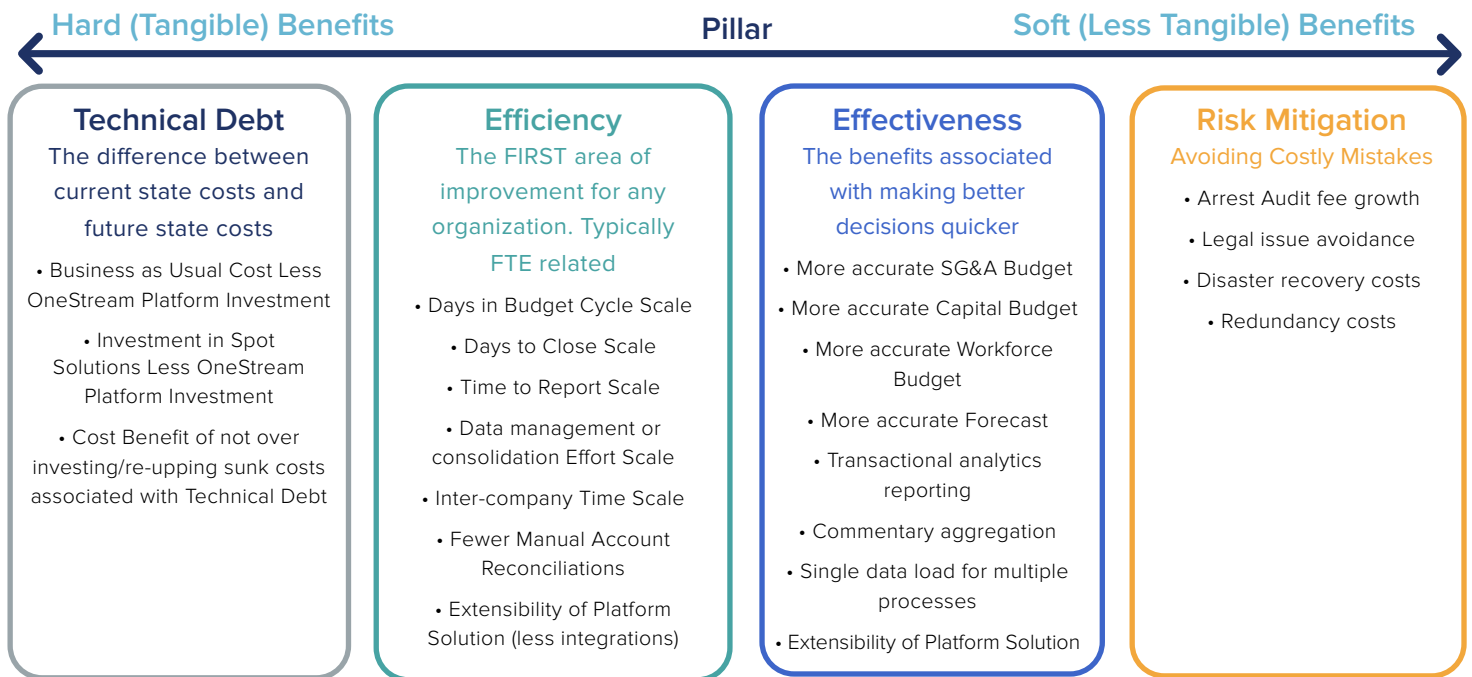 Hard (Tangible) Benefits
Pillar
Soft (Less Tangible) Benefits
Technical Debt
The difference between
current state costs and
future state costs
• Business as Usual Cost Less
OneStream Platform Investment
• Investment in Spot
Solutions Less OneStream
Platform Investment
• Cost Benefit of not over
investing/re-upping sunk costs
associated with Technical Debt
Efficiency
The FIRST area of
improvement for any
organization. Typically
FTE related
• Days in Budget Cycle Scale
• Days to Close Scale
• Time to Report Scale
• Data management or
consolidation Effort Scale
• Inter-company Time Scale
• Fewer Manual Account
Reconciliations
• Extensibility of Platform
Solution (less integrations)
Effectiveness
The benefits associated
with making better
decisions quicker
• More accurate SG&A Budget
• More accurate Capital Budget
• More accurate Workforce
Budget
• More accurate Forecast
• Transactional analytics
reporting
• Commentary aggregation
• Single data load for multiple
processes
• Extensibility of Platform Solution
Risk Mitigation
Avoiding Costly Mistakes
• Arrest Audit fee growth
• Legal issue avoidance
• Disaster recovery costs
• Redundancy costs